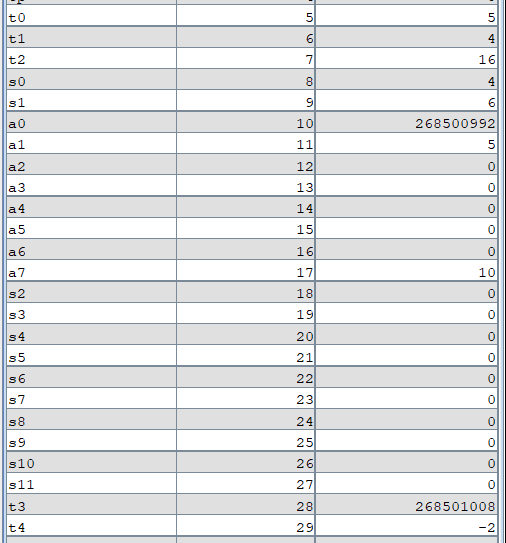 t0 5 5
t1 6 4
t2 7 16
s0 8 4
s1 9 6
a0 10 268500992
a1 11 5
a2 12 0
a3 13 0
a4 14 0
a5 15 0
a6 16 0
a7 17 10
s2 18 0
s3 19 0
s4 20 0
s5 21 0
s6 22 0
s7 23 0
s8 24 0
s9 25 0
s10 26 0
s11 27 0
t3 28 268501008
t4 29 -2